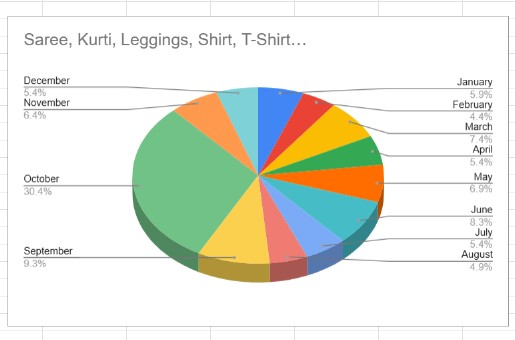 Saree, Kurti, Leggings, Shirt, T-Shirt...
December
5.4%
November
6.4%
October
30.4%
September
9.3%
January
5.9%
February
4.4%
March
7.4%
April
5.4%
May
6.9%
June
8.3%
July
5.4%
August
4.9%